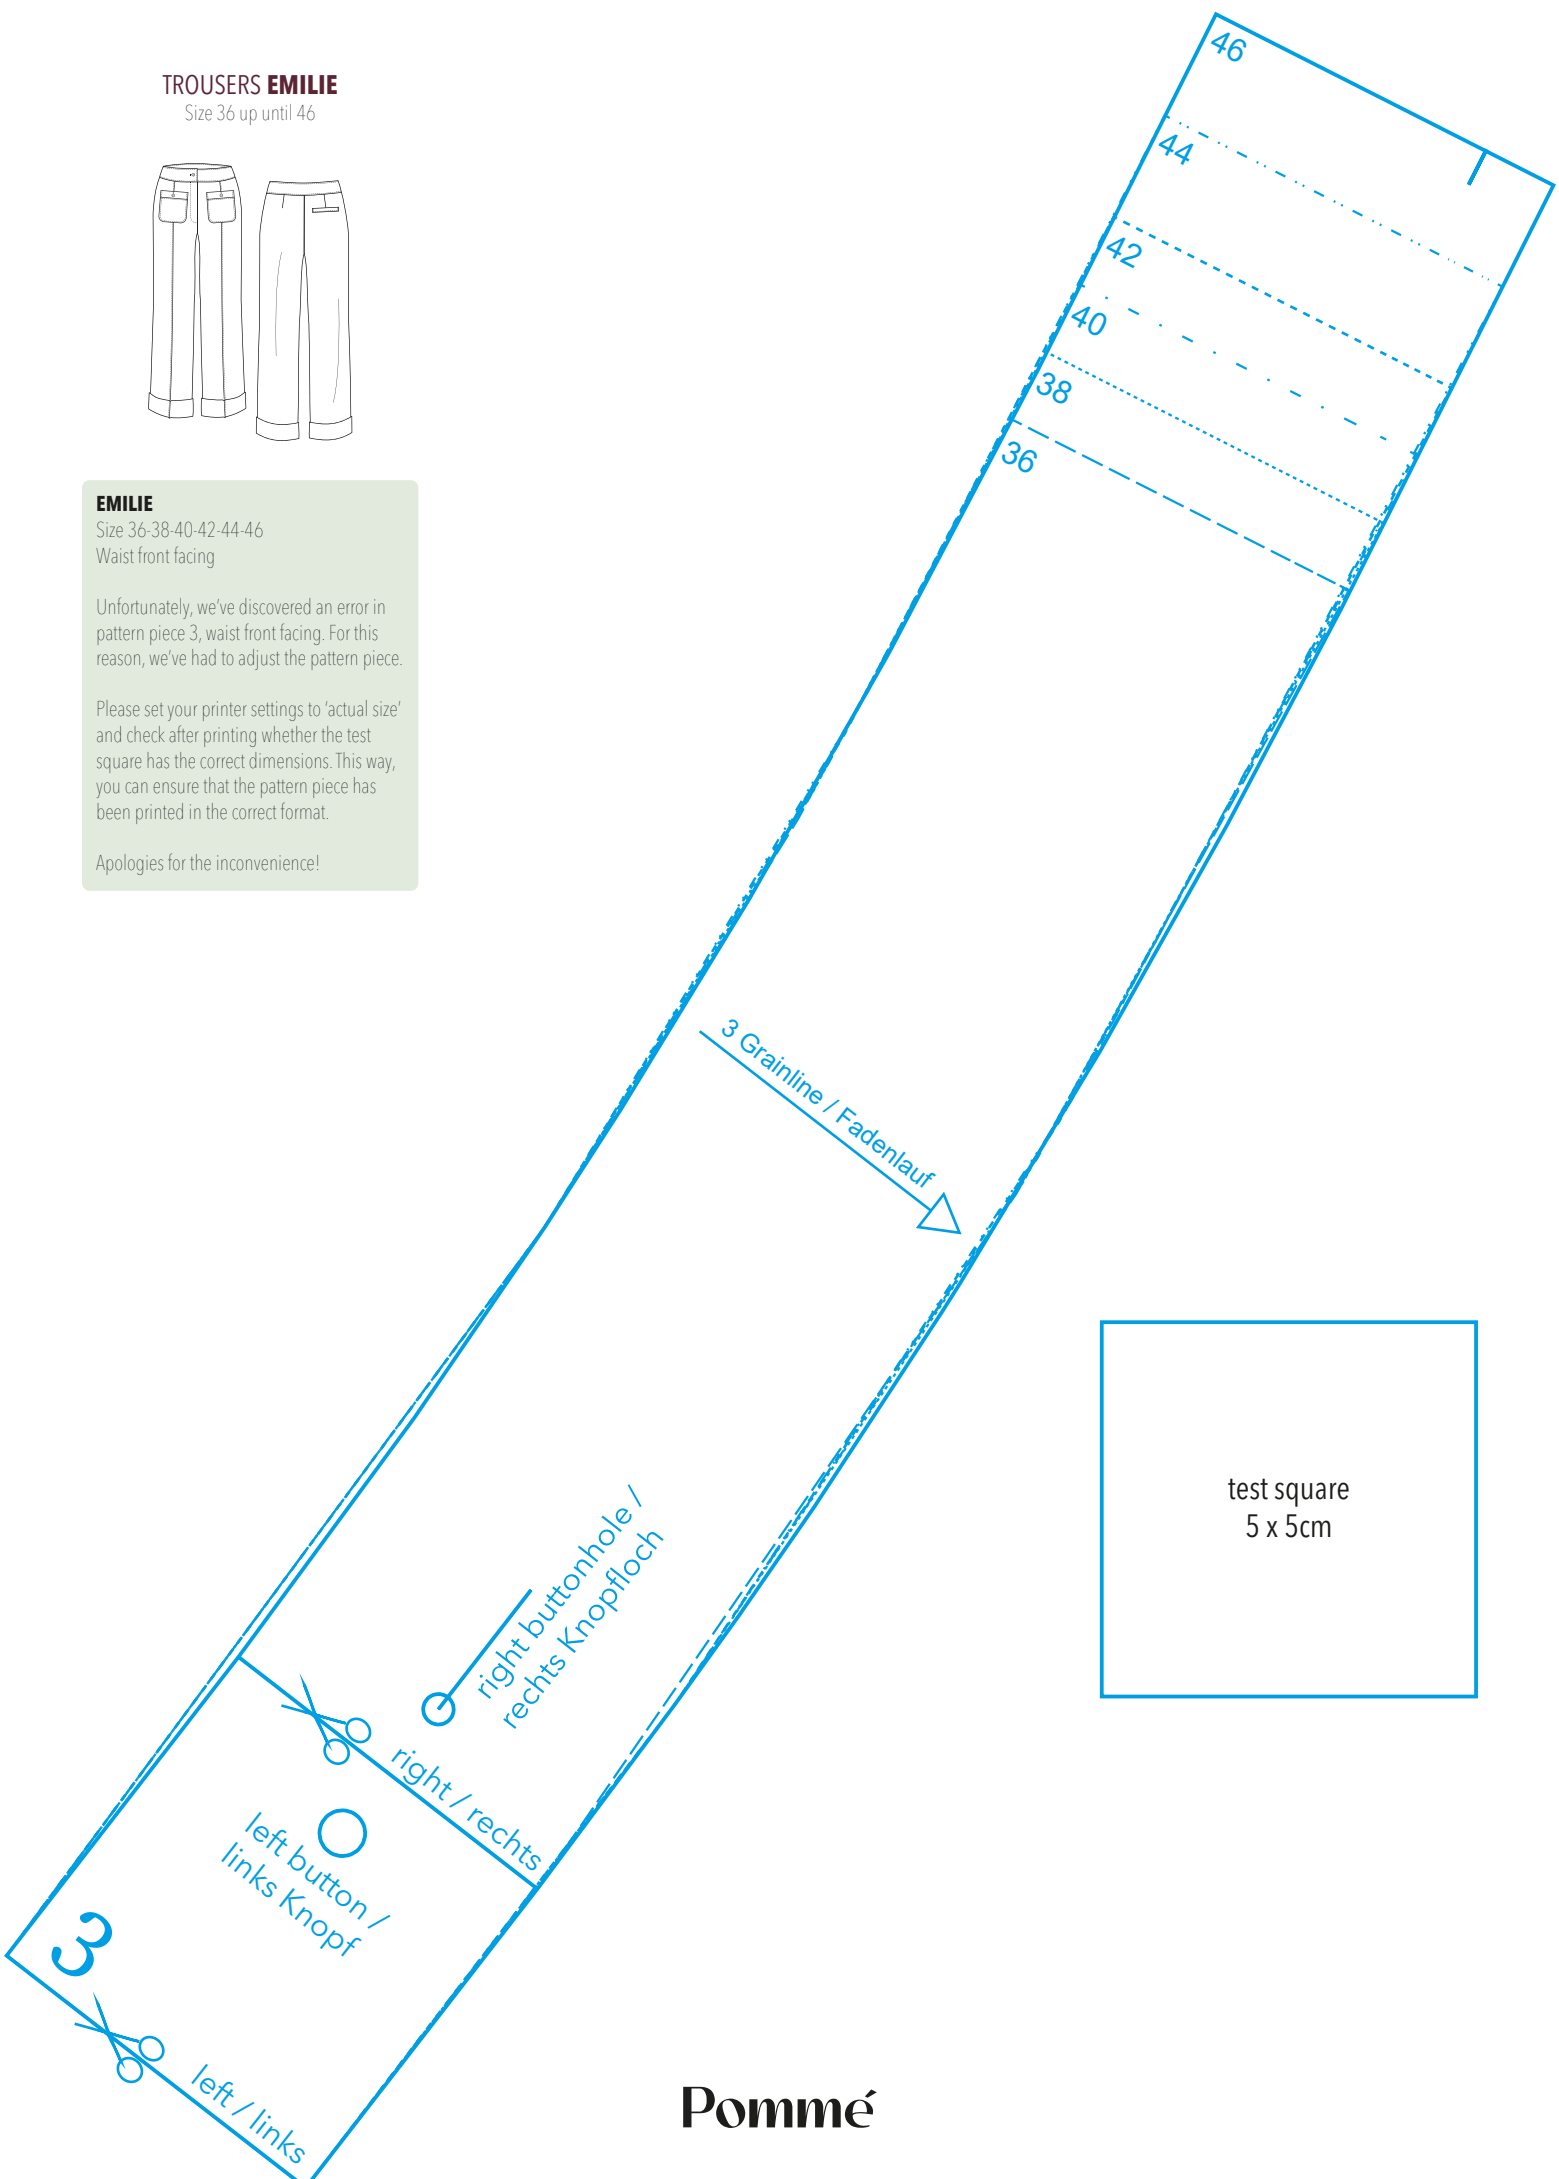 TROUSERS EMILIE
Size 36 up until 46
EMILIE
Size 36-38-40-42-44-46
Waist front facing
Unfortunately, we've discovered an error in
pattern piece 3, waist front facing. For this
reason, we've had to adjust the pattern piece.
Please set your printer settings to 'actual size'
and check after printing whether the test
square has the correct dimensions. This way,
you can ensure that the pattern piece has
been printed in the correct format.
Apologies for the inconvenience!
46
44
42
40
38
36
3 Grainline / Fadenlauf
test square
5 x 5cm
right buttonhole /
rechts Knopfloch
right / rechts
left button /
links Knopf
3
left / links
Pommé